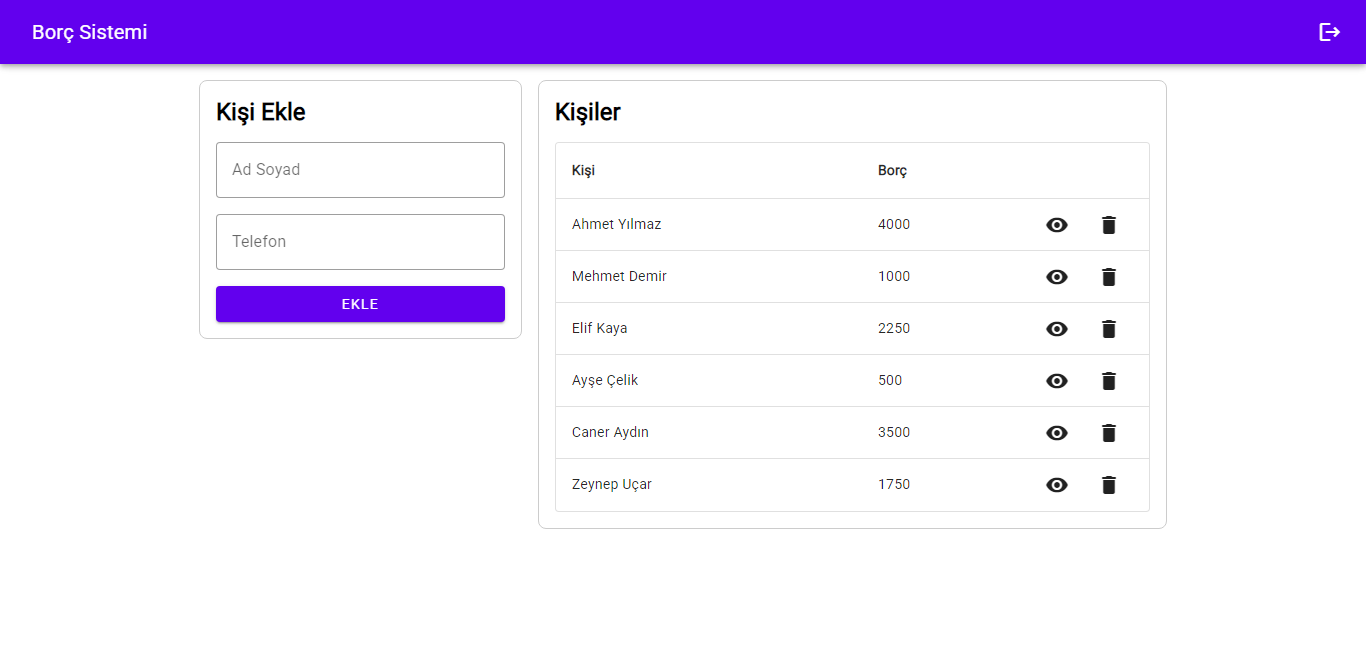 Borç Sistemi
Kişi Ekle
Ad Soyad
Telefon
EKLE
Kişiler
Kişi Borç
Ahmet Yılmaz 4000
Mehmet Demir 1000
Elif Kaya 2250
Ayşe Çelik 500
Caner Aydın 3500
Zeynep Uçar 1750